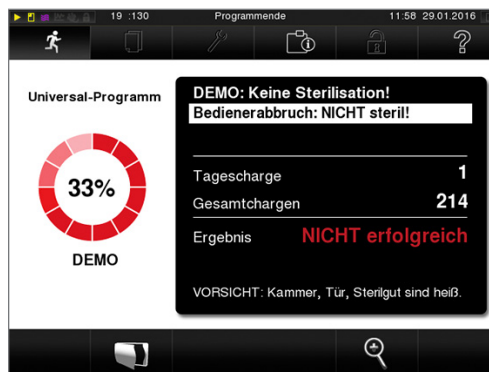 19 :130 Programmende 11:58 29.01.2016
?
Universal-Programm
33%
DEMO
DEMO: Keine Sterilisation!
Bedienerabbruch: NICHT steril!
Tagescharge 1
Gesamtchargen 214
Ergebnis NICHT erfolgreich
VORSICHT: Kammer, Tür, Sterilgut sind heiß.